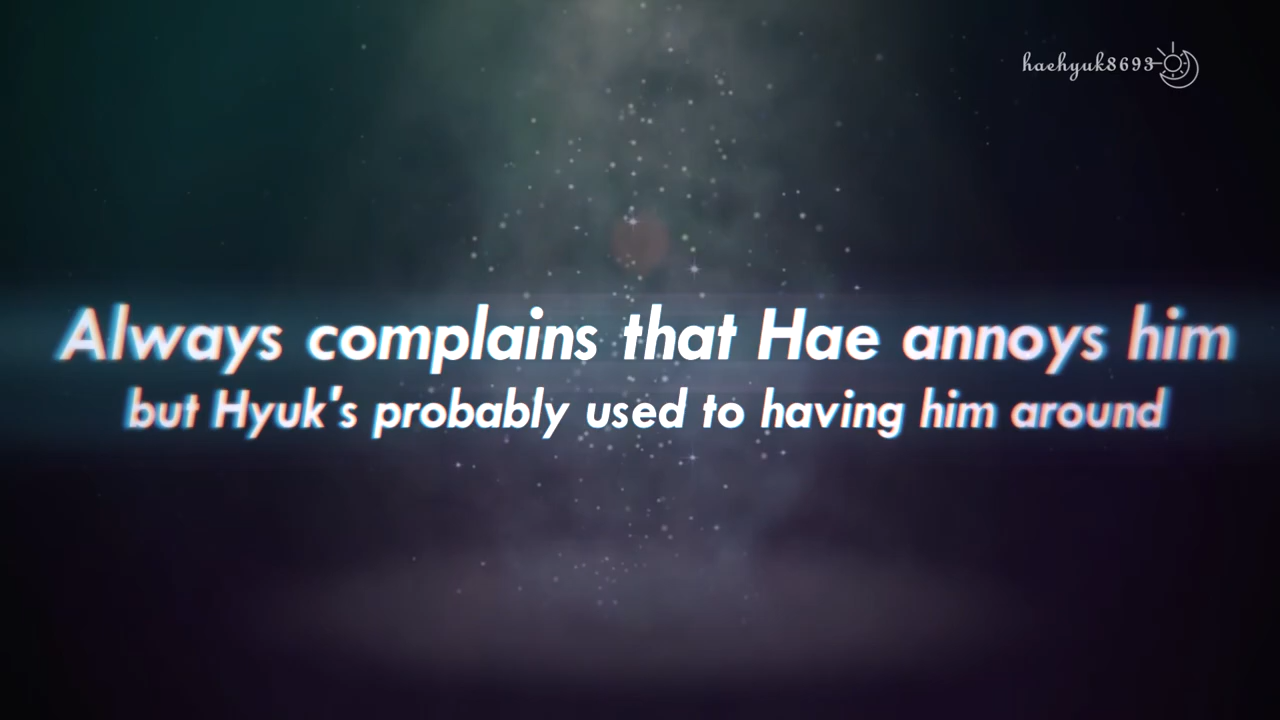 haehyuk8693
Always complains that Hae annoys him
but Hyuk's probably used to having him around